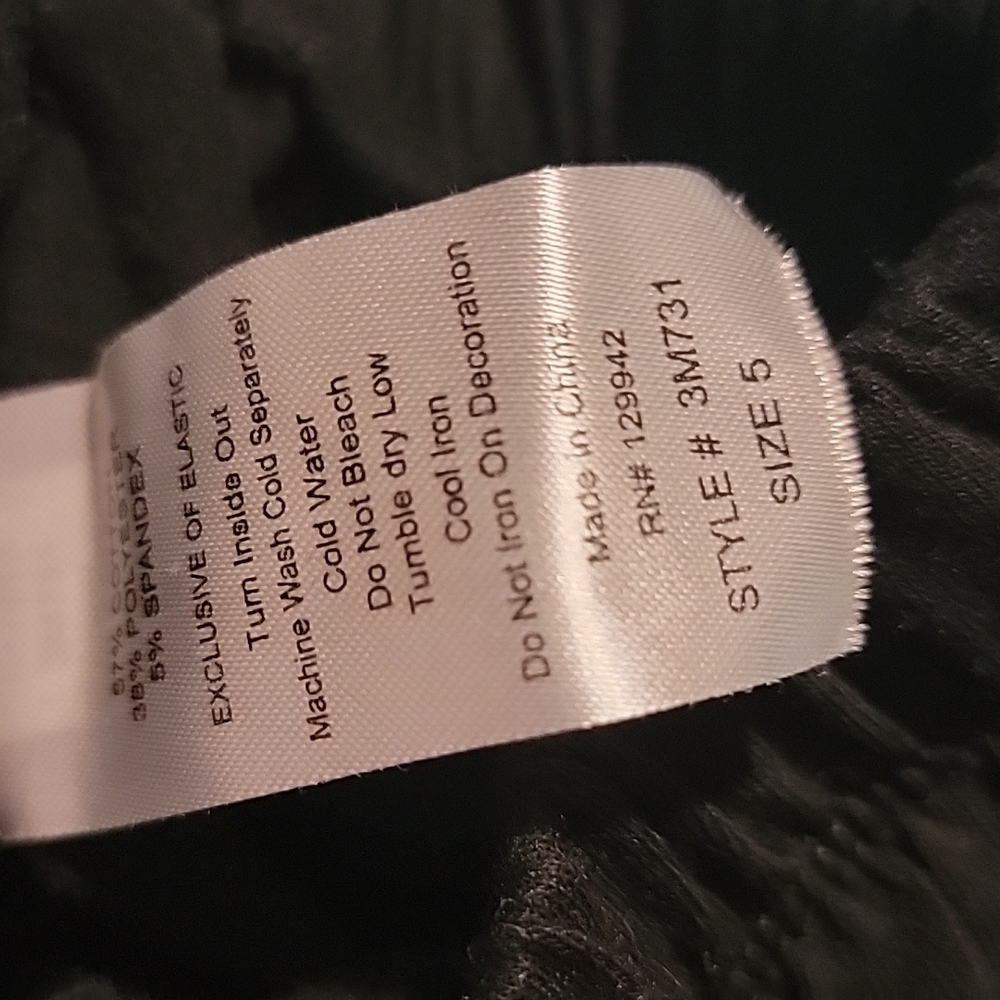 57% COTTON
38% POLYESTER
5% SPANDEX
EXCLUSIVE OF ELASTIC
Turn Inside Out
Machine Wash Cold Separately
Cold Water
Do Not Bleach
Tumble dry Low
Cool Iron
Do Not Iron On Decoration
Made in China
RN# 129942
STYLE # 3M731
SIZE 5